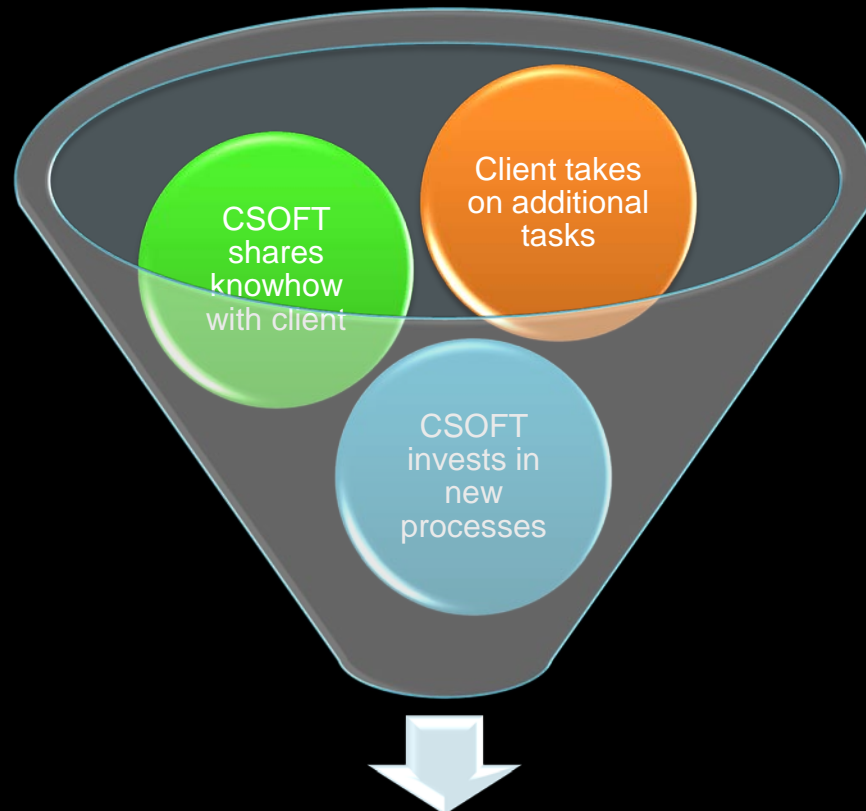 CSOFT
shares
knowhow
with client
Client takes
on additional
tasks
CSOFT
invests in
new
processes